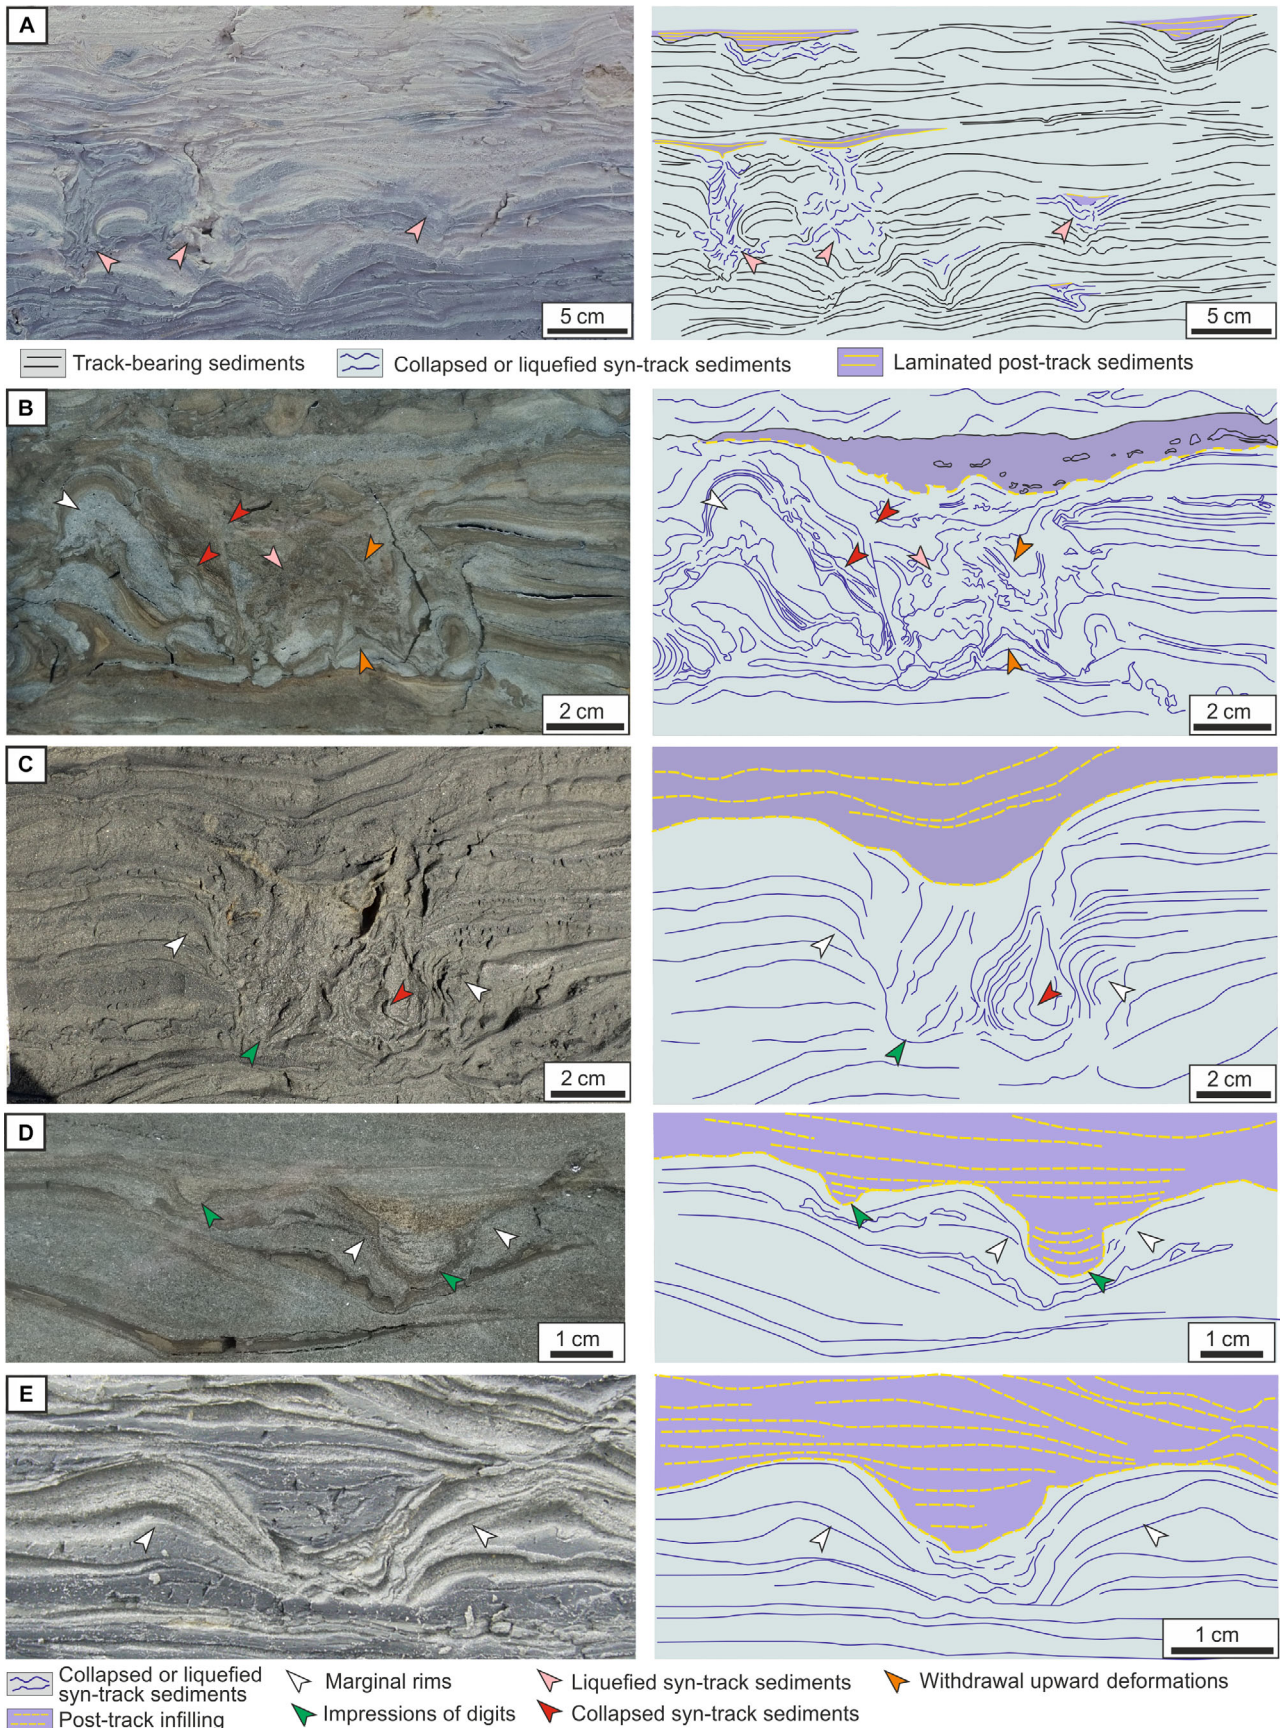 A
5 cm
5 cm
Track-bearing sediments
Collapsed or liquefied syn-track sediments
Laminated post-track sediments
B
2 cm
2 cm
C
2 cm
2 cm
D
1 cm
1 cm
E
1 cm
Collapsed or liquefied
syn-track sediments
Marginal rims
Liquefied syn-track sediments
Withdrawal upward deformations
Post-track infilling
Impressions of digits
Collapsed syn-track sediments